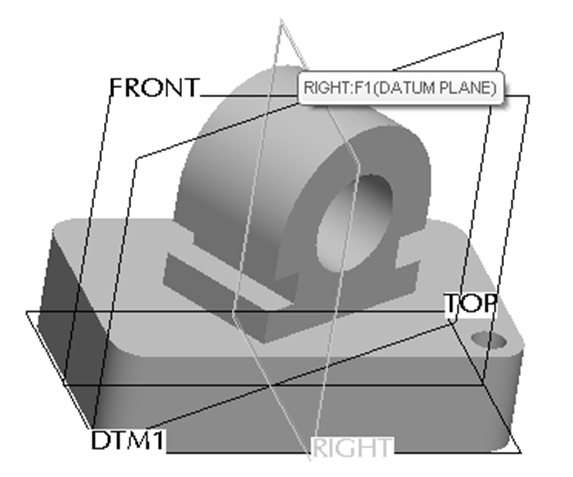 FRONT
RIGHT:F1(DATUM PLANE)
TOP
DTM1
RIGHT